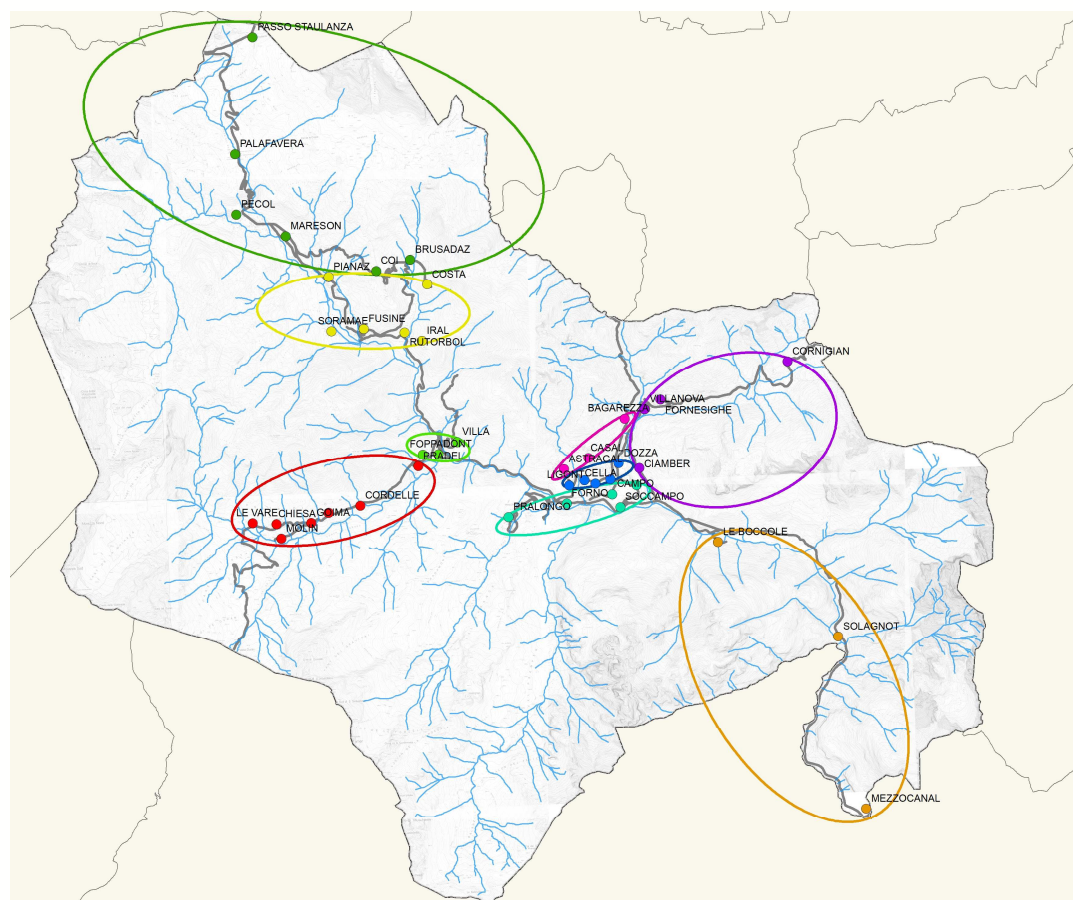 PASSO STAULANZA
PALAFAVERA
PECOL
MARESON
BRUSADAZ
COI
PIANAZ
COSTA
SORAMAE
FUSINE
IRAL
RUTORBOL
CORNIGIAN
VILLANOVA
BAGAREZZA
FORNESIGHE
VILLA
FOPPA
DONT
PRADEL
CASAL
DOZZA
ASTRAGAL
CIAMBER
LIGONT
CELLA
CAMPO
FORNO
SOCCAMPO
CORDELLE
PRALONGO
LE VARE
CHIESA
GOIMA
MOLIN
LE BOCCOLE
SOLAGNOT
MEZZOCANAL